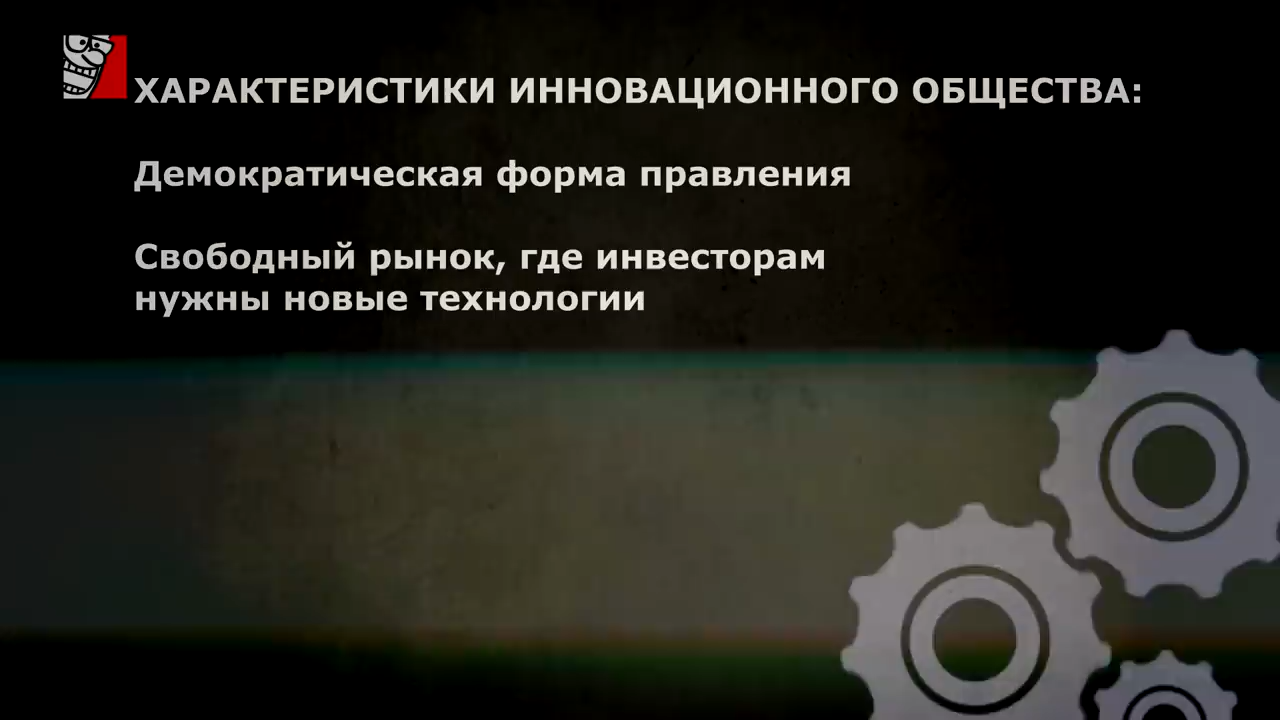 ХАРАКТЕРИСТИКИ ИННОВАЦИОННОГО ОБЩЕСТВА:
Демократическая форма правления
Свободный рынок, где инвесторам
нужны новые технологии